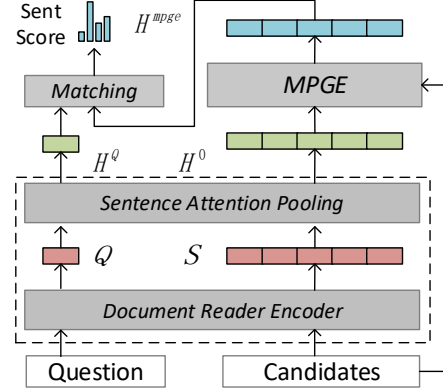 Sent
Score
H^mpge
Matching
MPGE
H^Q
H^0
Sentence Attention Pooling
Q
S
Document Reader Encoder
Question
Candidates